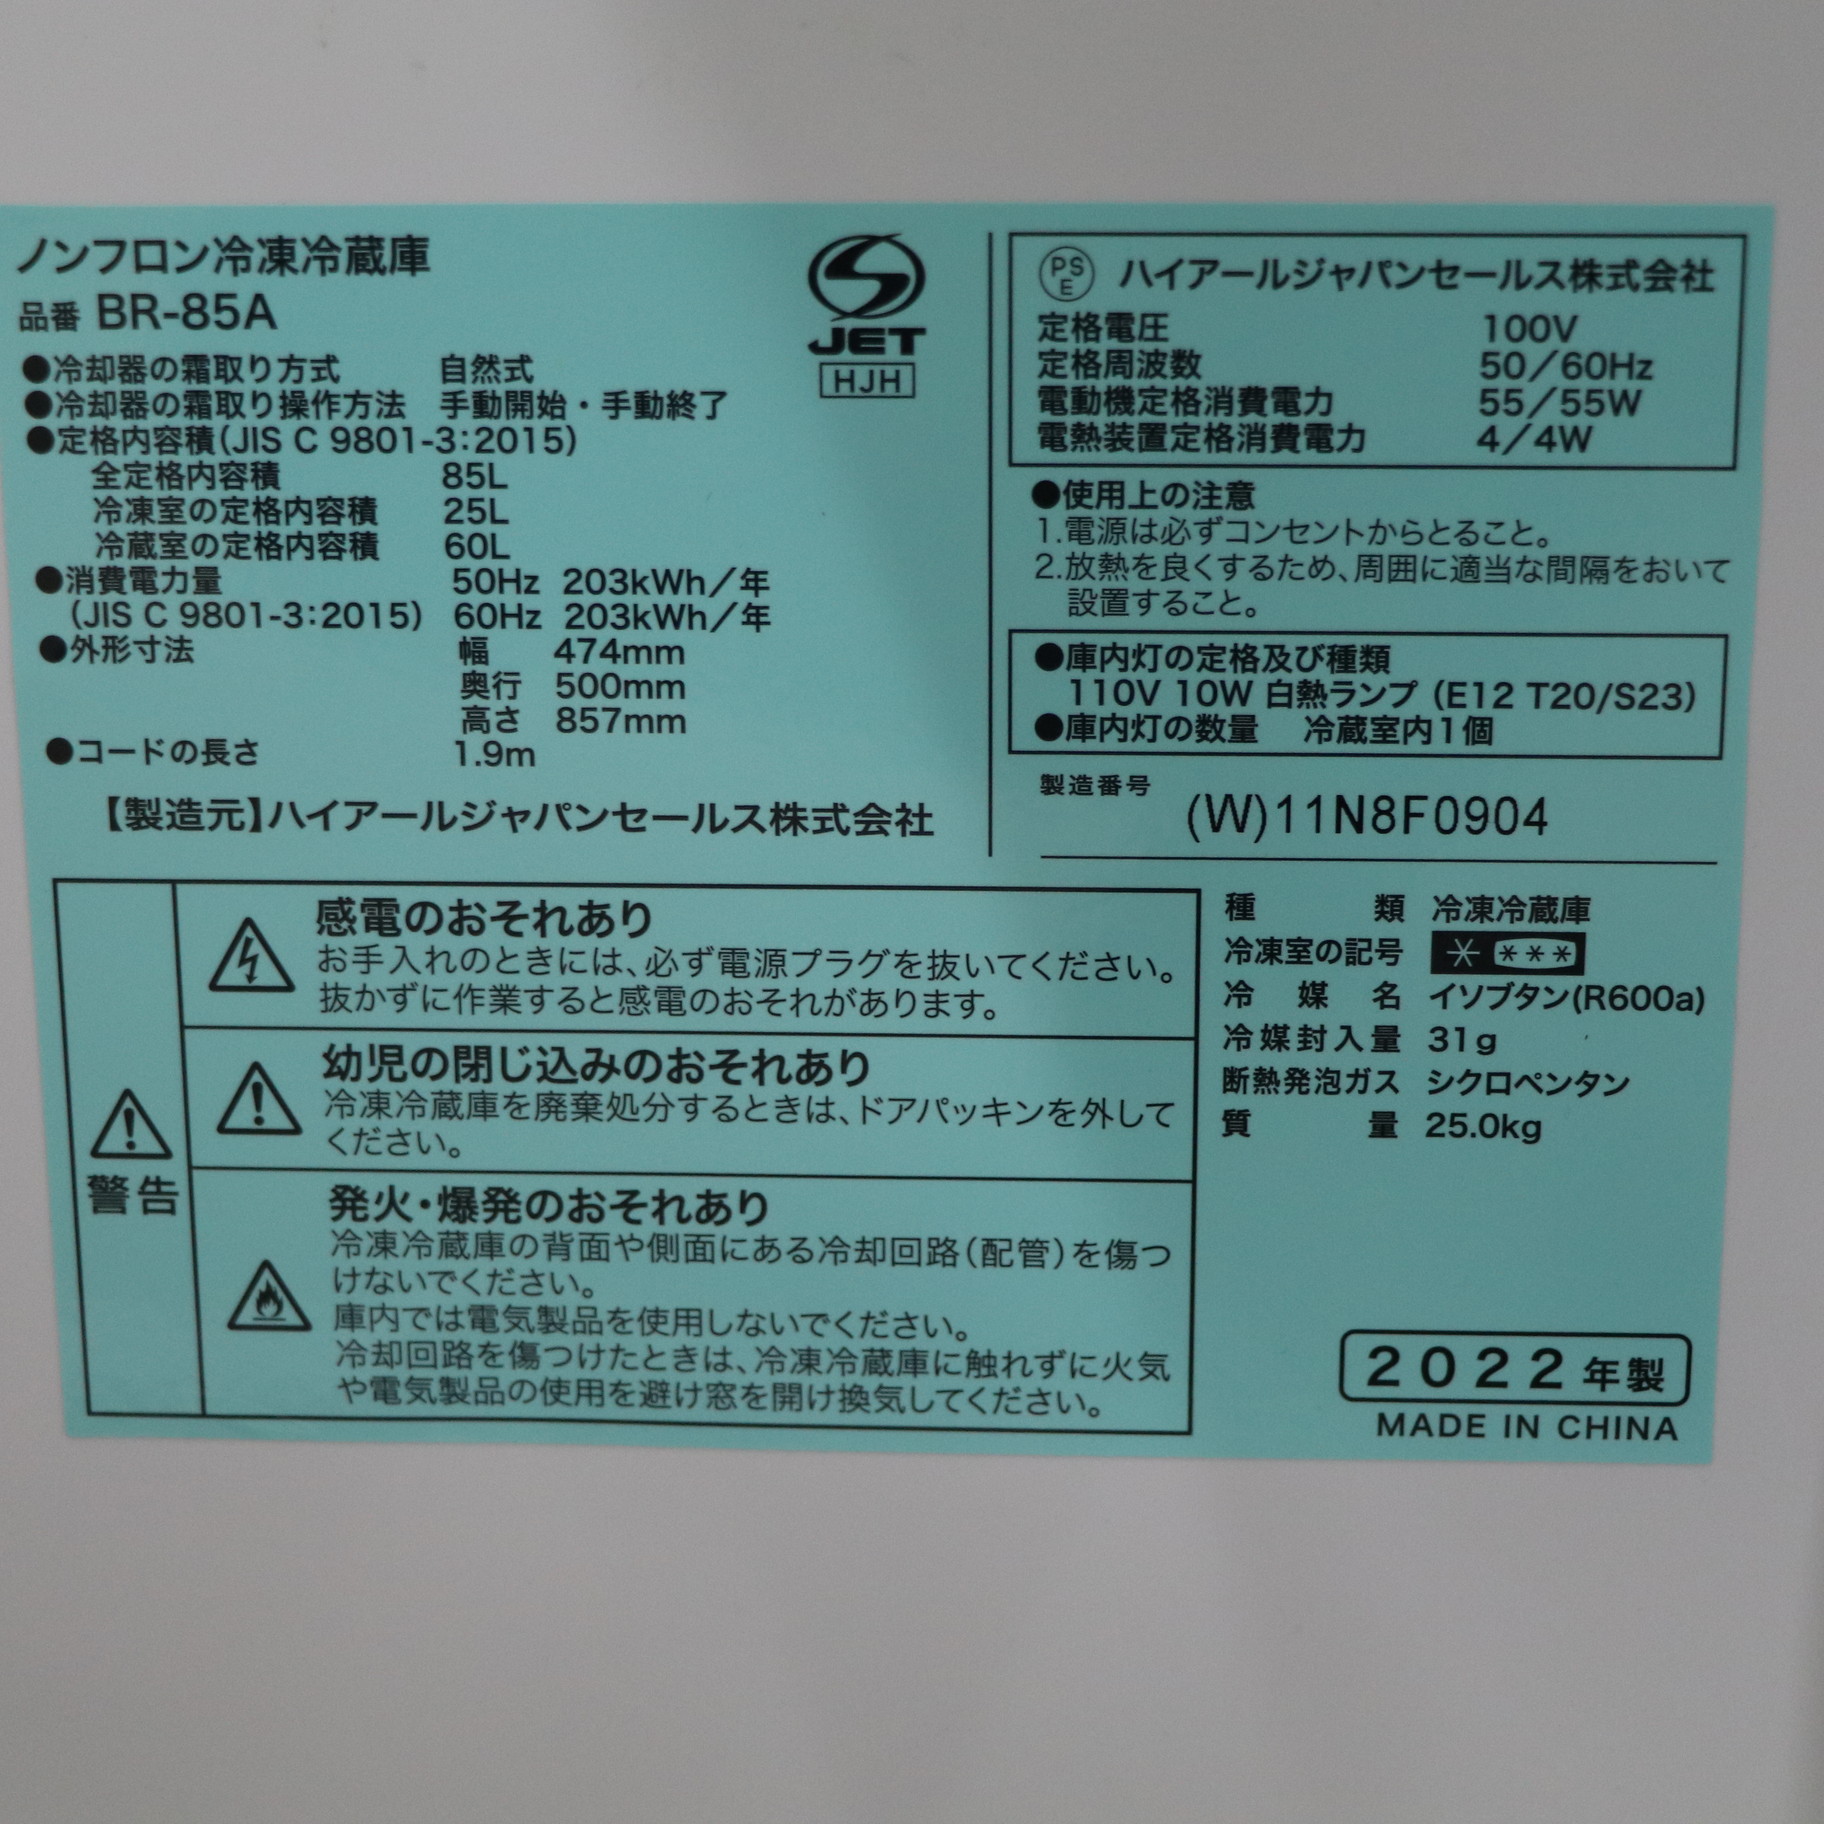 ノンフロン冷凍冷蔵庫
品番 BR-85A
●冷却器の霜取り方式 自然式
●冷却器の霜取り操作方法 手動開始・手動終了
●定格内容積(JIS C 9801-3:2015)
全定格内容積 85L
冷凍室の定格内容積 25L
冷蔵室の定格内容積 60L
●消費電力量 50Hz 203kWh/年
(JIS C 9801-3:2015) 60Hz 203kWh/年
●外形寸法 幅 474mm
奥行 500mm
高さ 857mm
●コードの長さ 1.9m
【製造元】ハイアールジャパンセールス株式会社
JET
HJH
PS E ハイアールジャパンセールス株式会社
定格電圧 100V
定格周波数 50/60Hz
電動機定格消費電力 55/55W
電熱装置定格消費電力 4/4W
●使用上の注意
1.電源は必ずコンセントからとること。
2.放熱を良くするため、周囲に適当な間隔をおいて
設置すること。
●庫内灯の定格及び種類
110V 10W 白熱ランプ (E12 T20/S23)
●庫内灯の数量 冷蔵室内1個
製造番号 (W)11N8F0904
警告
感電のおそれあり
お手入れのときには、必ず電源プラグを抜いてください。
抜かずに作業すると感電のおそれがあります。
幼児の閉じ込みのおそれあり
冷凍冷蔵庫を廃棄処分するときは、ドアパッキンを外して
ください。
発火・爆発のおそれあり
冷凍冷蔵庫の背面や側面にある冷却回路(配管)を傷つ
けないでください。
庫内では電気製品を使用しないでください。
冷却回路を傷つけたときは、冷凍冷蔵庫に触れずに火気
や電気製品の使用を避け窓を開け換気してください。
種類 冷凍冷蔵庫
冷凍室の記号 * ***
冷媒名 イソブタン(R600a)
冷媒封入量 31g
断熱発泡ガス シクロペンタン
質量 25.0kg
2022年製
MADE IN CHINA